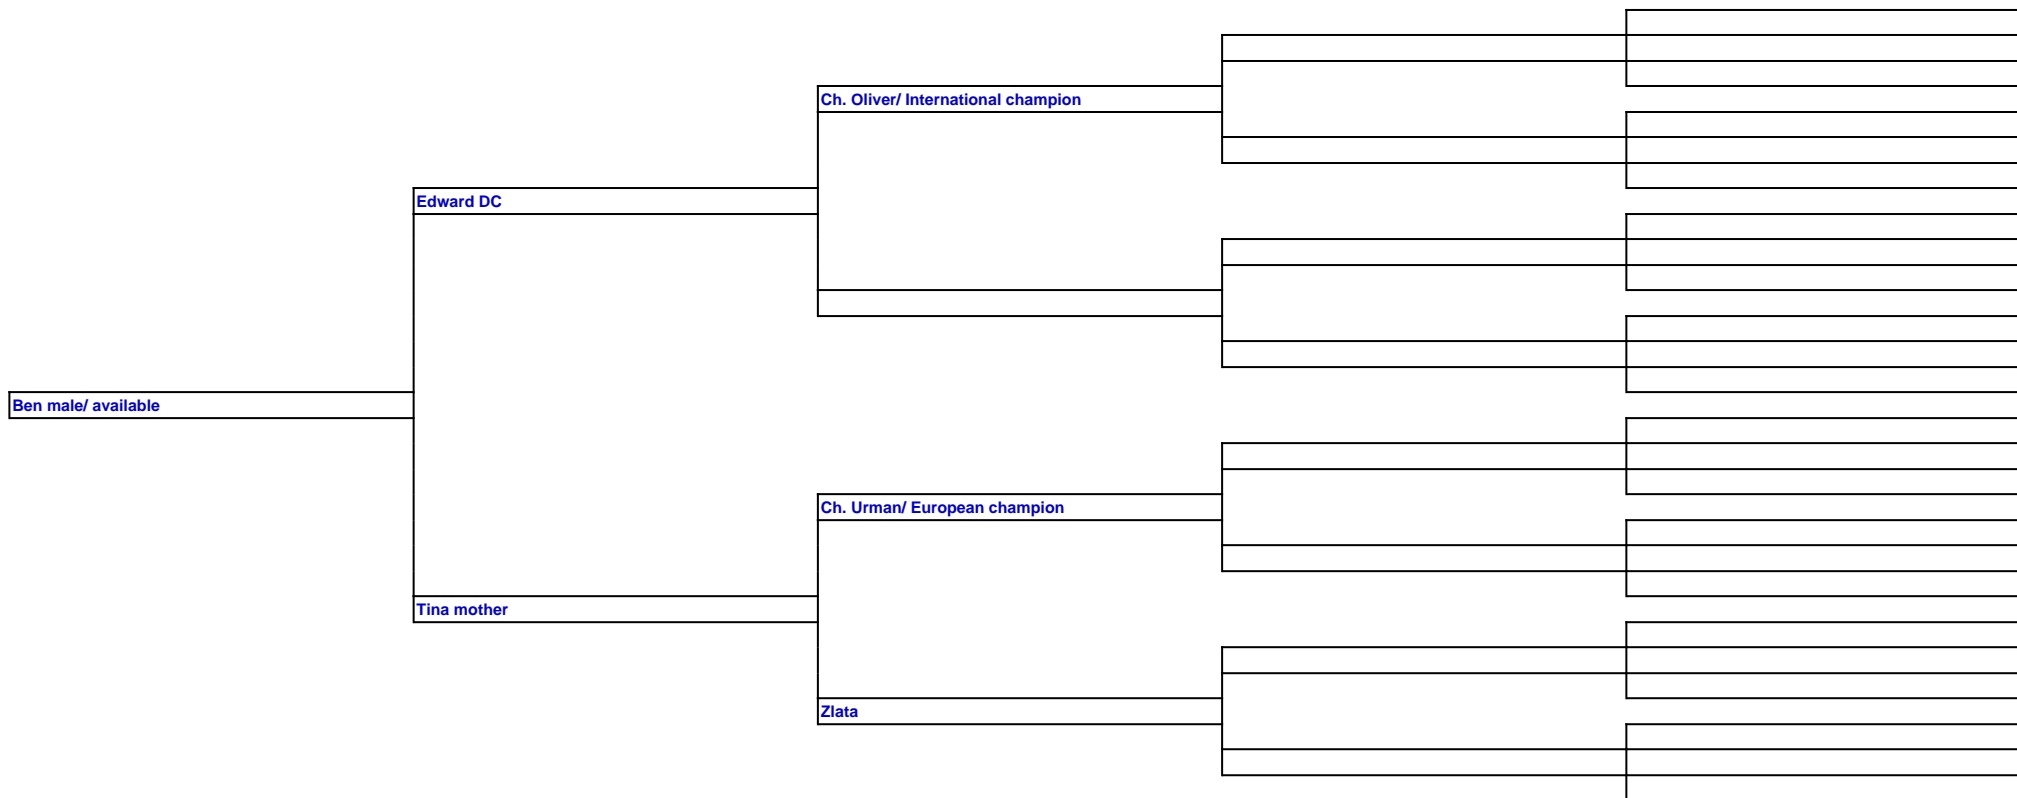 Ch. Oliver/ International champion
Edward DC
Ben male/ available
Ch. Urman/ European champion
Tina mother
Zlata